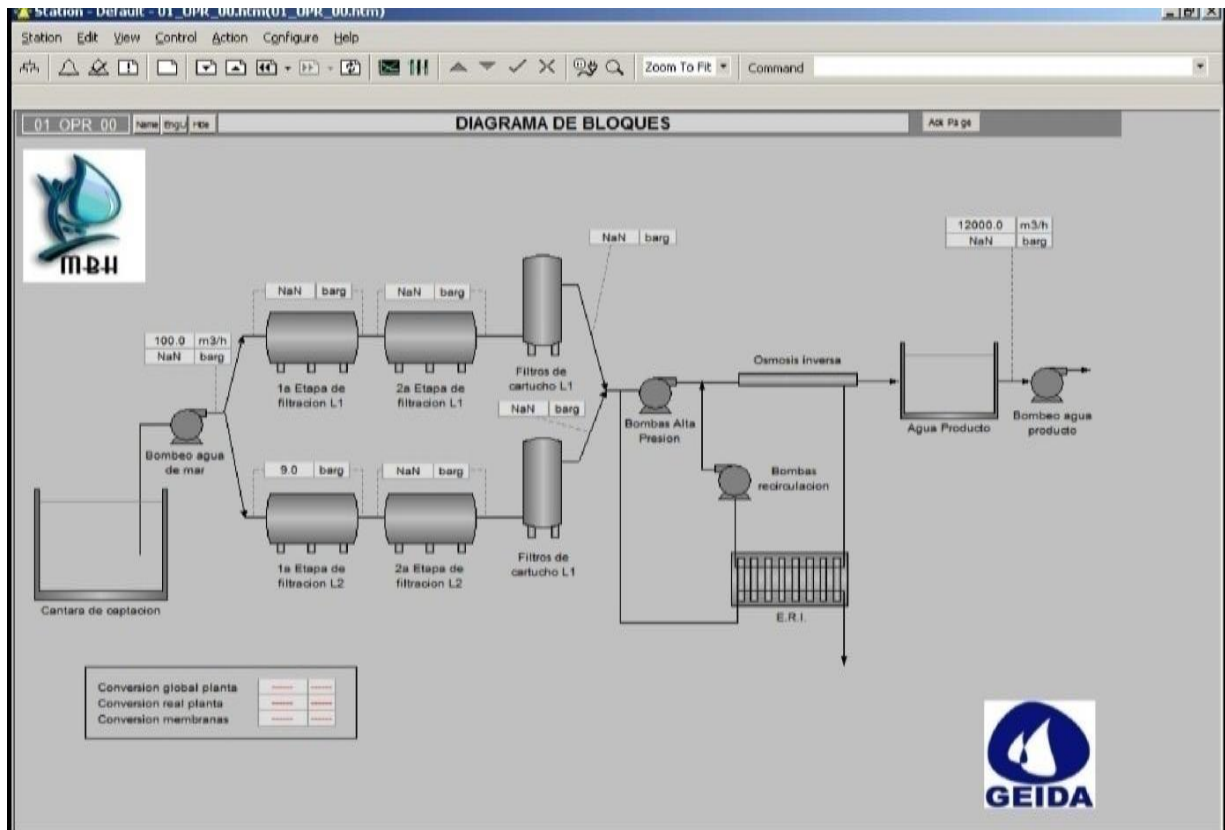 Station - Default - 01_OPR_00.htm(01_OPR_00.htm)
Station Edit View Control Action Configure Help
Zoom To Fit Command
01_OPR_00 Name EngU Hide DIAGRAMA DE BLOQUES Ack Page
MBH
12000.0 m3/h
NaN barg
NaN barg
NaN barg
NaN barg
100.0 m3/h
NaN barg
1a Etapa de
filtracion L1
2a Etapa de
filtracion L1
Filtros de
cartucho L1
Osmosis inversa
NaN barg
Bombas Alta
Presion
Agua Producto
Bombeo agua
producto
Bombeo agua
de mar
9.0 barg
NaN barg
Bombas
recirculacion
1a Etapa de
filtracion L2
2a Etapa de
filtracion L2
Filtros de
cartucho L1
Cantara de captacion
E.R.I.
Conversion global planta
Conversion real planta
Conversion membranas
GEIDA